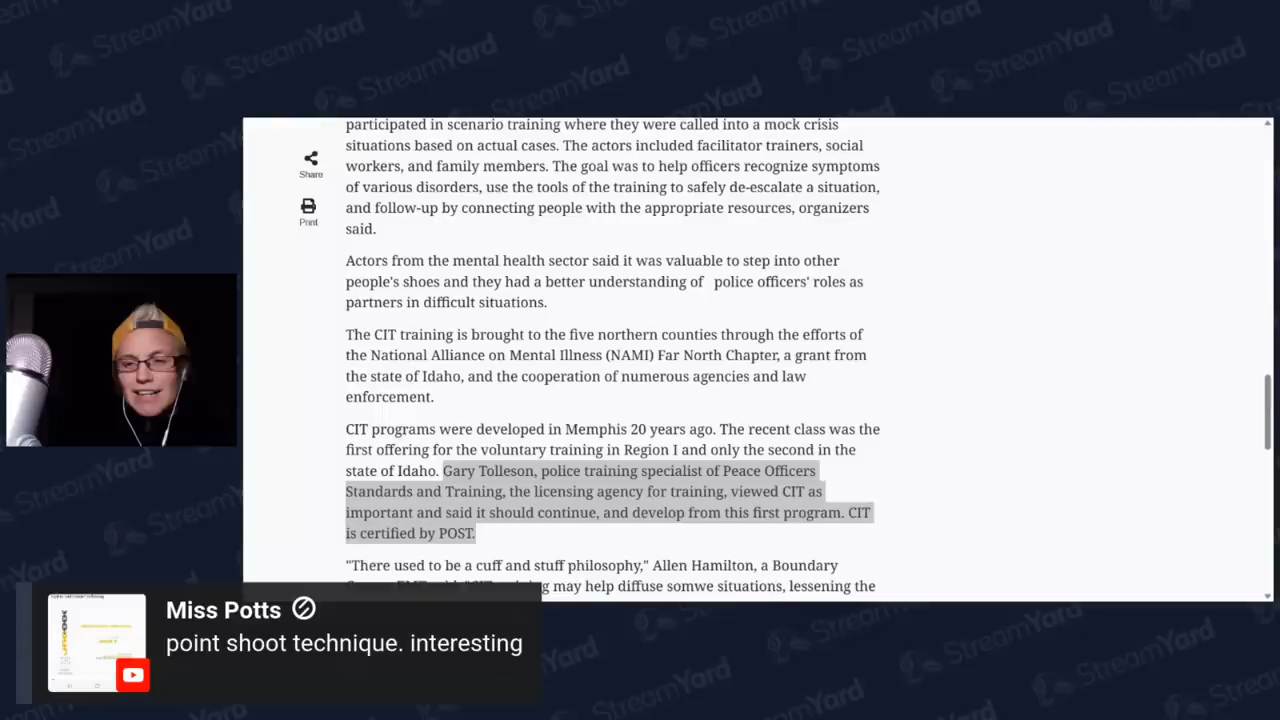 participated in scenario training where they were called into a mock crisis
situations based on actual cases. The actors included facilitator trainers, social
workers, and family members. The goal was to help officers recognize symptoms
of various disorders, use the tools of the training to safely de-escalate a situation,
and follow-up by connecting people with the appropriate resources, organizers
said.
Share
Print
Actors from the mental health sector said it was valuable to step into other
people's shoes and they had a better understanding of police officers' roles as
partners in difficult situations.
The CIT training is brought to the five northern counties through the efforts of
the National Alliance on Mental Illness (NAMI) Far North Chapter, a grant from
the state of Idaho, and the cooperation of numerous agencies and law
enforcement.
CIT programs were developed in Memphis 20 years ago. The recent class was the
first offering for the voluntary training in Region I and only the second in the
state of Idaho. Gary Tolleson, police training specialist of Peace Officers
Standards and Training, the licensing agency for training, viewed CIT as
important and said it should continue, and develop from this first program. CIT
is certified by POST.
"There used to be a cuff and stuff philosophy," Allen Hamilton, a Boundary
may help diffuse somwe situations, lessening the
Miss Potts
point shoot technique. interesting
StreamYard
StreamYard
StreamYard
StreamYard
StreamYard
StreamYard